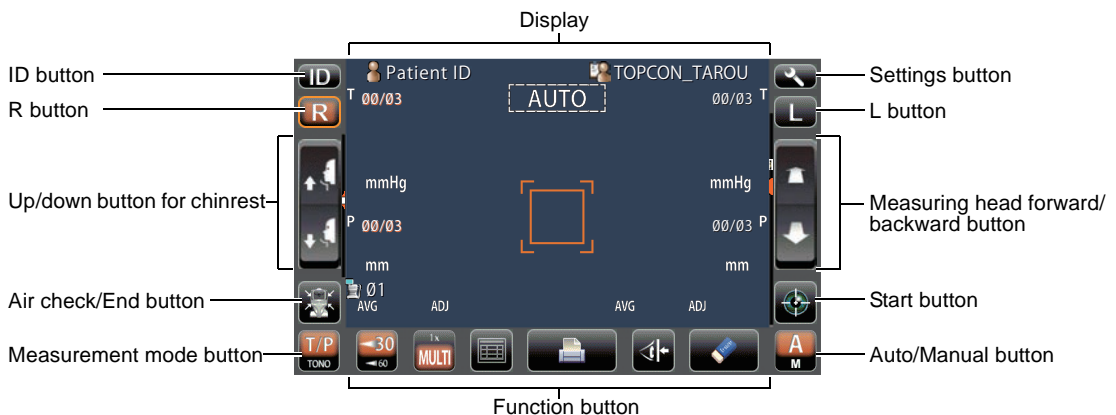 Display
ID button
ID
Patient ID
TOPCON_TAROU
Settings button
R button
R
T 00/03
AUTO
00/03 T
L
L button
Up/down button for chinrest
mmHg
mmHg
Measuring head forward/
backward button
P 00/03
00/03 P
mm
mm
Air check/End button
01
AVG
ADJ
AVG
ADJ
Start button
Measurement mode button
T/P
TONO
30
60
1x
MULTI
A
M
Auto/Manual button
Function button